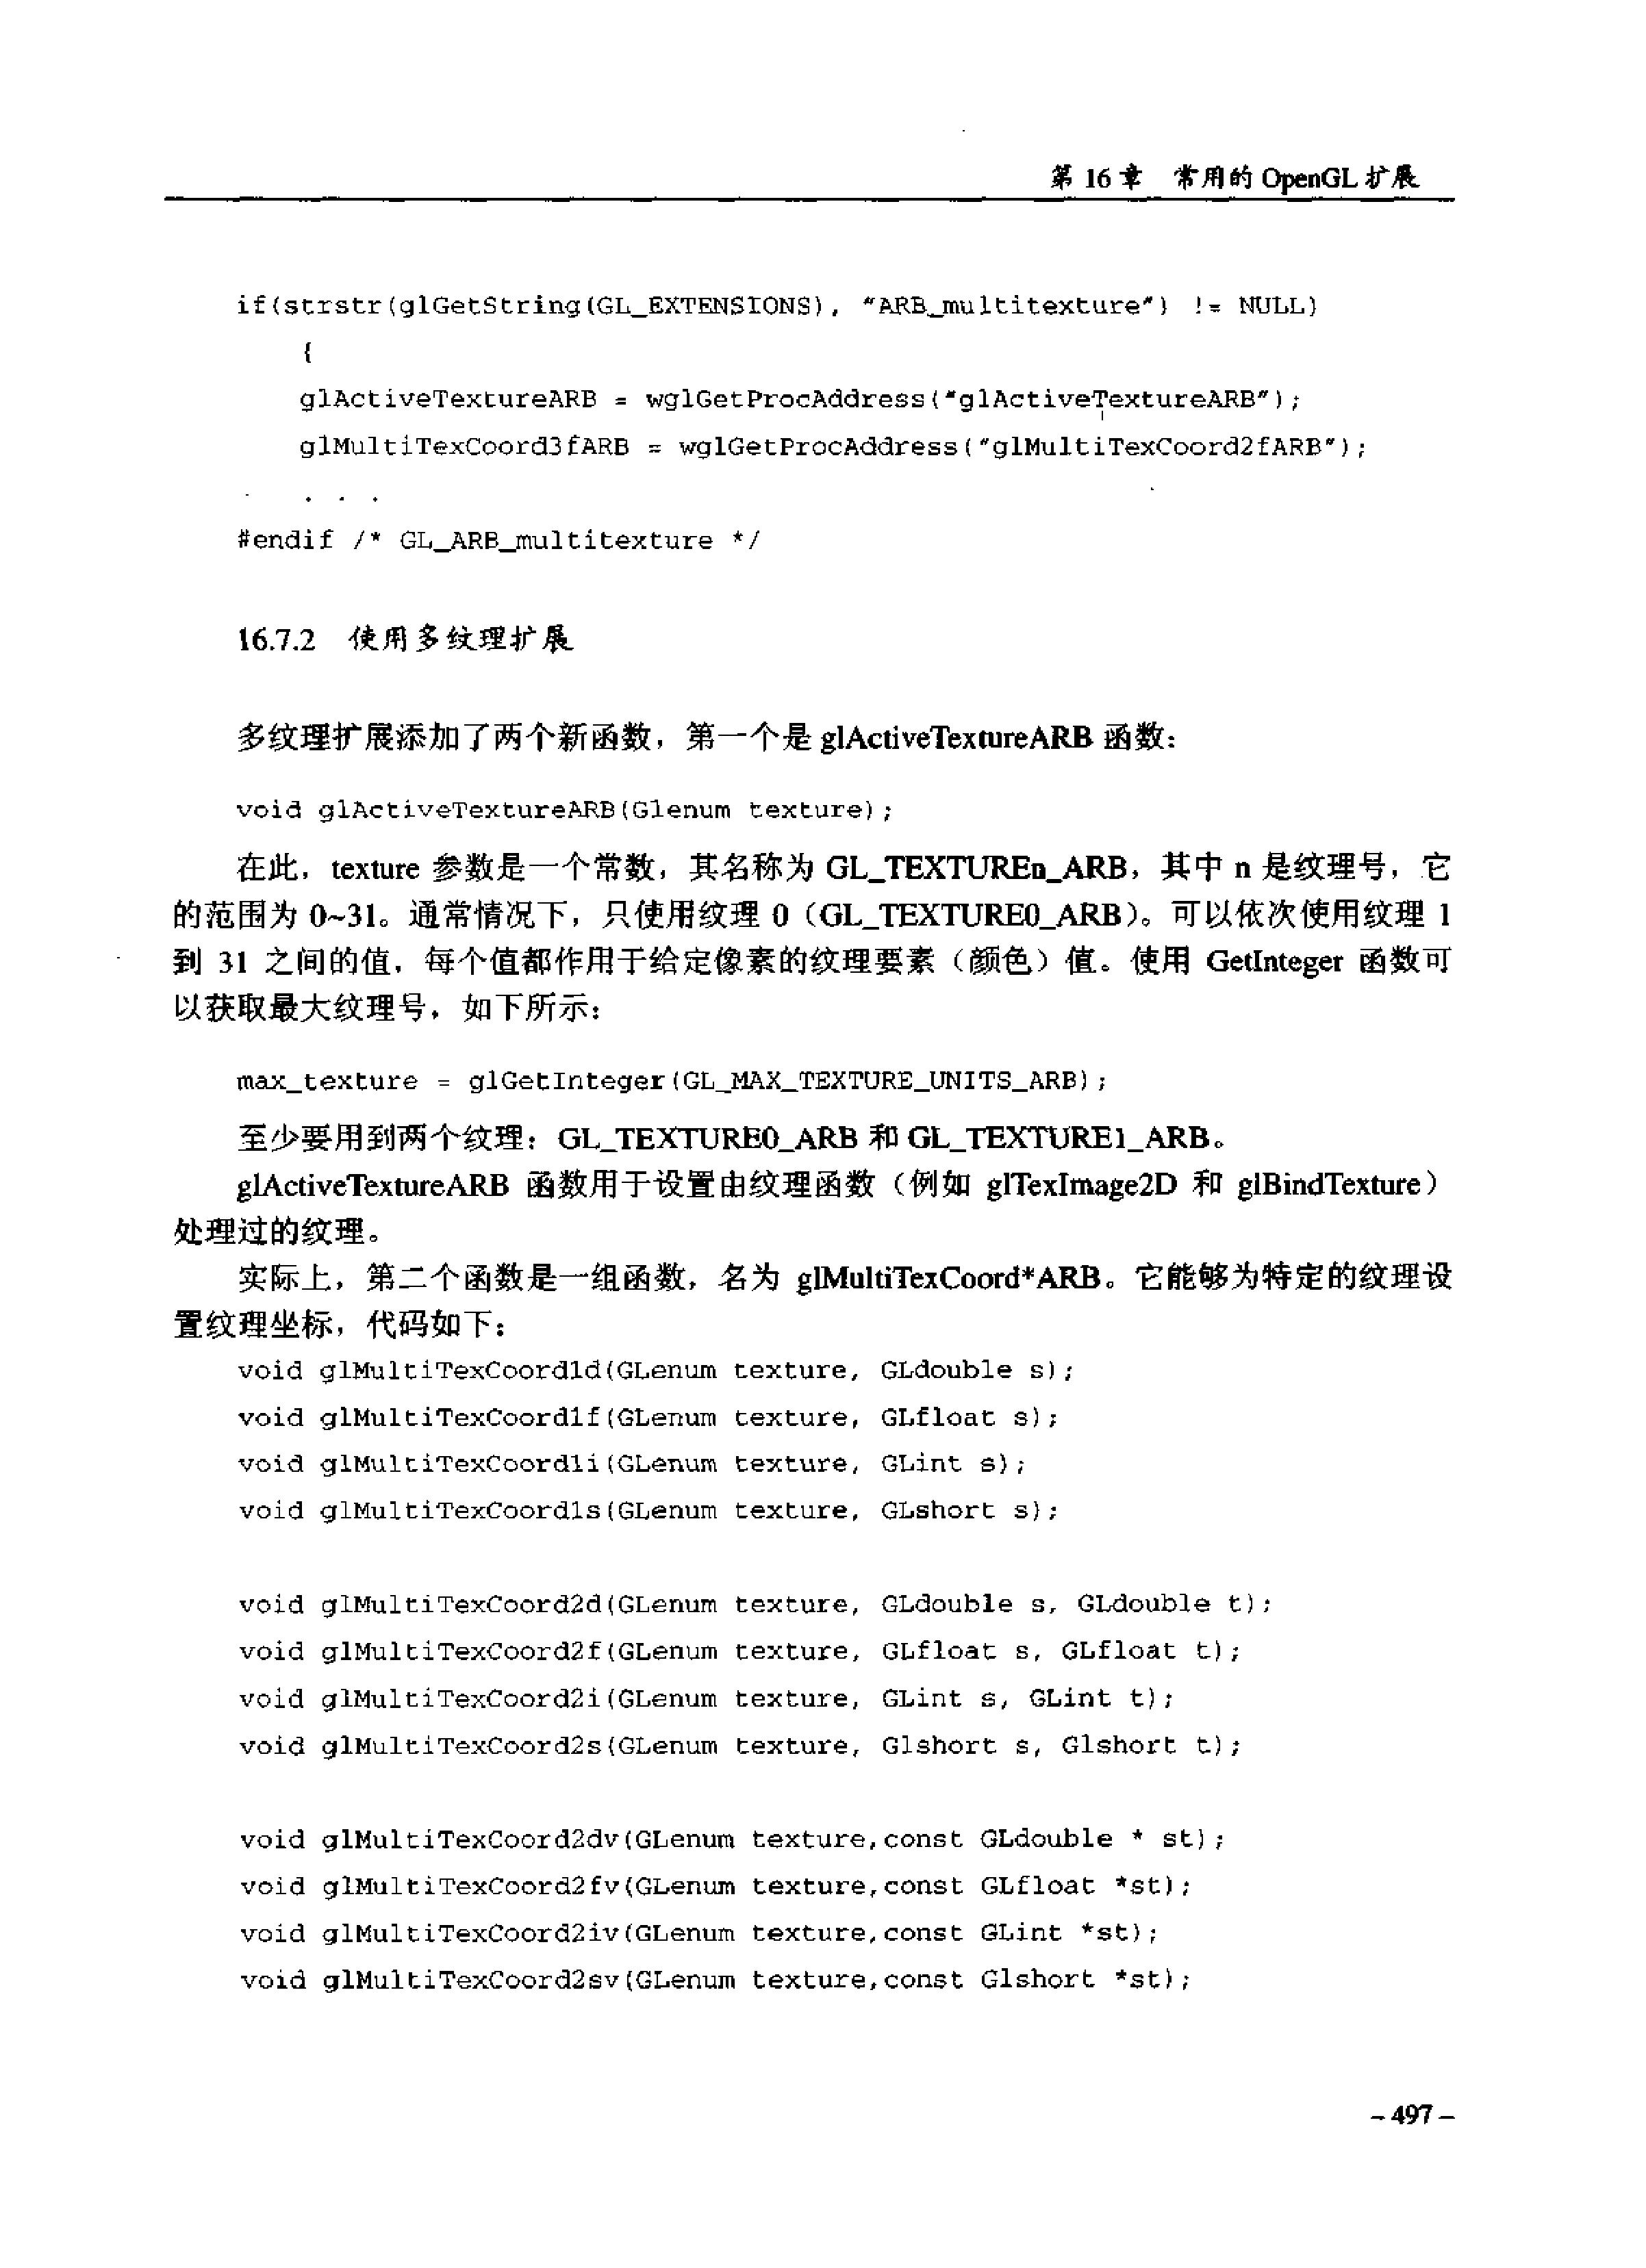 第 16 章 常用的 OpenGL 扩展
if(strstr(glGetString(GL_EXTENSIONS), "ARB_multitexture") != NULL)
{
glActiveTextureARB = wglGetProcAddress("glActiveTextureARB");
glMultiTexCoord3fARB = wglGetProcAddress("glMultiTexCoord2fARB");
. . .
#endif /* GL_ARB_multitexture */
16.7.2 使用多纹理扩展
多纹理扩展添加了两个新函数，第一个是 glActiveTextureARB 函数：
void glActiveTextureARB(Glenum texture);
在此，texture 参数是一个常数，其名称为 GL_TEXTUREn_ARB，其中 n 是纹理号，它
的范围为 0~31。通常情况下，只使用纹理 0（GL_TEXTURE0_ARB）。可以依次使用纹理 1
到 31 之间的值，每个值都作用于给定像素的纹理要素（颜色）值。使用 GetInteger 函数可
以获取最大纹理号，如下所示：
max_texture = glGetInteger(GL_MAX_TEXTURE_UNITS_ARB);
至少要用到两个纹理：GL_TEXTURE0_ARB 和 GL_TEXTURE1_ARB。
glActiveTextureARB 函数用于设置由纹理函数（例如 glTexImage2D 和 glBindTexture）
处理过的纹理。
实际上，第二个函数是一组函数，名为 glMultiTexCoord*ARB。它能够为特定的纹理设
置纹理坐标，代码如下：
void glMultiTexCoord1d(GLenum texture, GLdouble s);
void glMultiTexCoord1f(GLenum texture, GLfloat s);
void glMultiTexCoord1i(GLenum texture, GLint s);
void glMultiTexCoord1s(GLenum texture, GLshort s);
void glMultiTexCoord2d(GLenum texture, GLdouble s, GLdouble t);
void glMultiTexCoord2f(GLenum texture, GLfloat s, GLfloat t);
void glMultiTexCoord2i(GLenum texture, GLint s, GLint t);
void glMultiTexCoord2s(GLenum texture, Glshort s, Glshort t);
void glMultiTexCoord2dv(GLenum texture,const GLdouble * st);
void glMultiTexCoord2fv(GLenum texture,const GLfloat *st);
void glMultiTexCoord2iv(GLenum texture,const GLint *st);
void glMultiTexCoord2sv(GLenum texture,const Glshort *st);
– 497 –